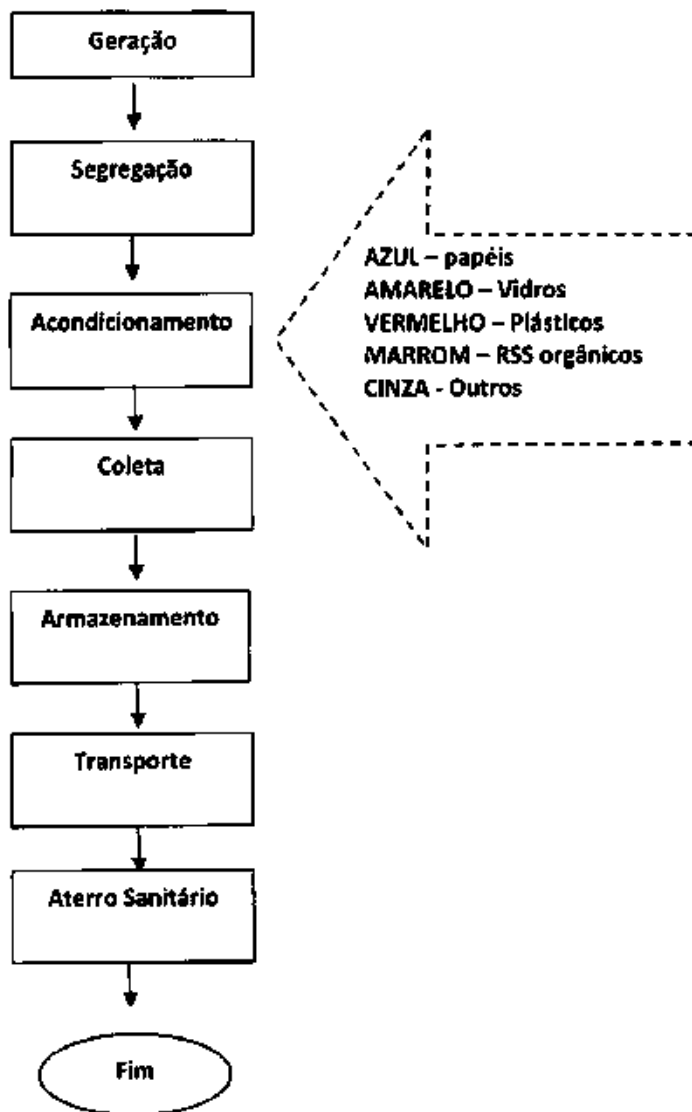 Geração
Segregação
Acondicionamento
AZUL – papéis
AMARELO – Vidros
VERMELHO – Plásticos
MARROM – RSS orgânicos
CINZA - Outros
Coleta
Armazenamento
Transporte
Aterro Sanitário
Fim